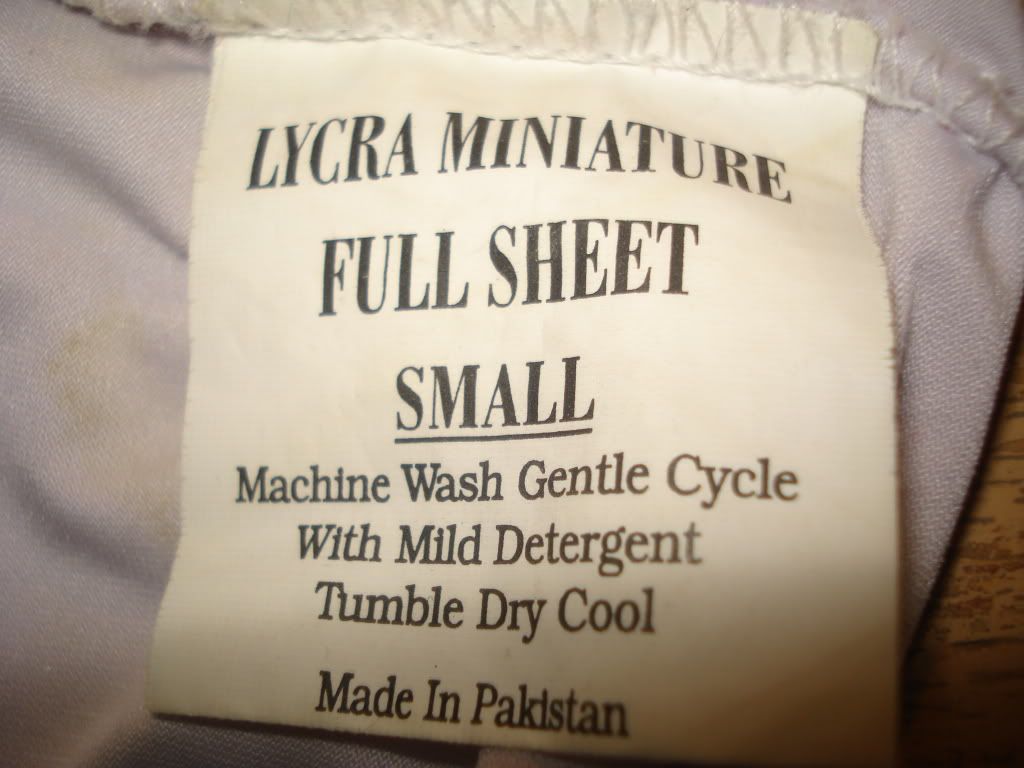 LYCRA MINIATURE
FULL SHEET
SMALL
Machine Wash Gentle Cycle
With Mild Detergent
Tumble Dry Cool
Made In Pakistan